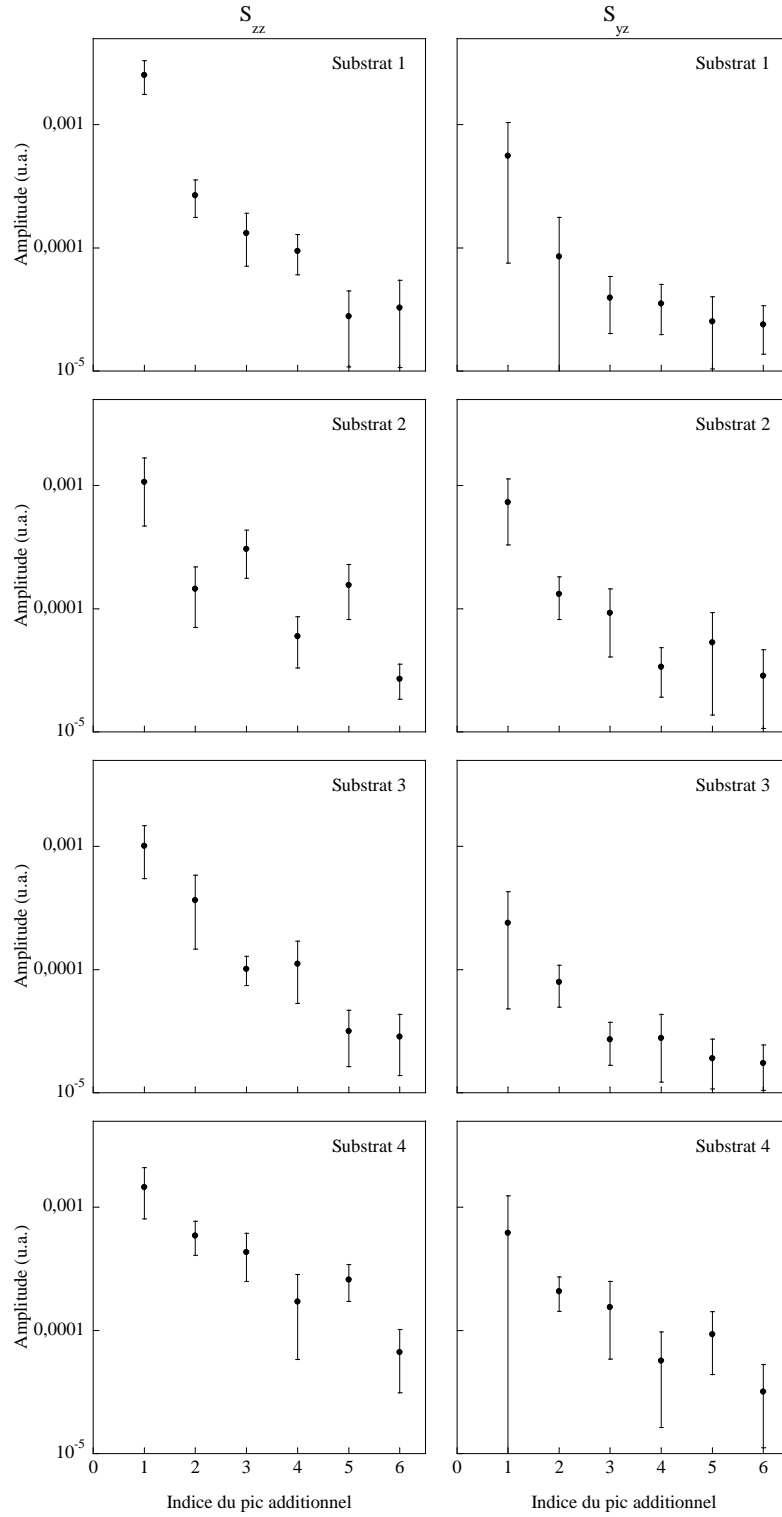 S zz
S yz
Substrat 1
Substrat 1
0,001
0,0001
10-5
Amplitude (u.a.)
Substrat 2
Substrat 2
0,001
0,0001
10-5
Amplitude (u.a.)
Substrat 3
Substrat 3
0,001
0,0001
10-5
Amplitude (u.a.)
Substrat 4
Substrat 4
0,001
0,0001
10-5
Amplitude (u.a.)
0 1 2 3 4 5 6
0 1 2 3 4 5 6
Indice du pic additionnel
Indice du pic additionnel